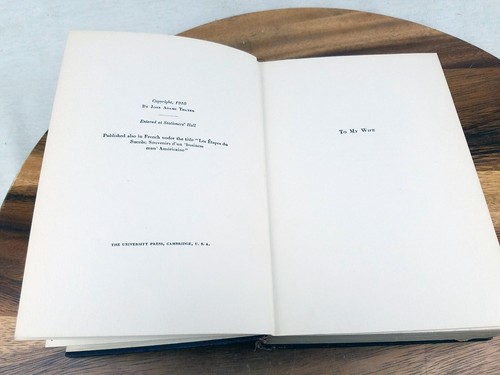 Copyright, 1910
By John Adams Thayer
Entered at Stationers' Hall
Published also in French under the title "Les Étapes du
Succès, Souvenirs d'un 'business
man' Américain"
THE UNIVERSITY PRESS, CAMBRIDGE, U. S. A.
To My Wife